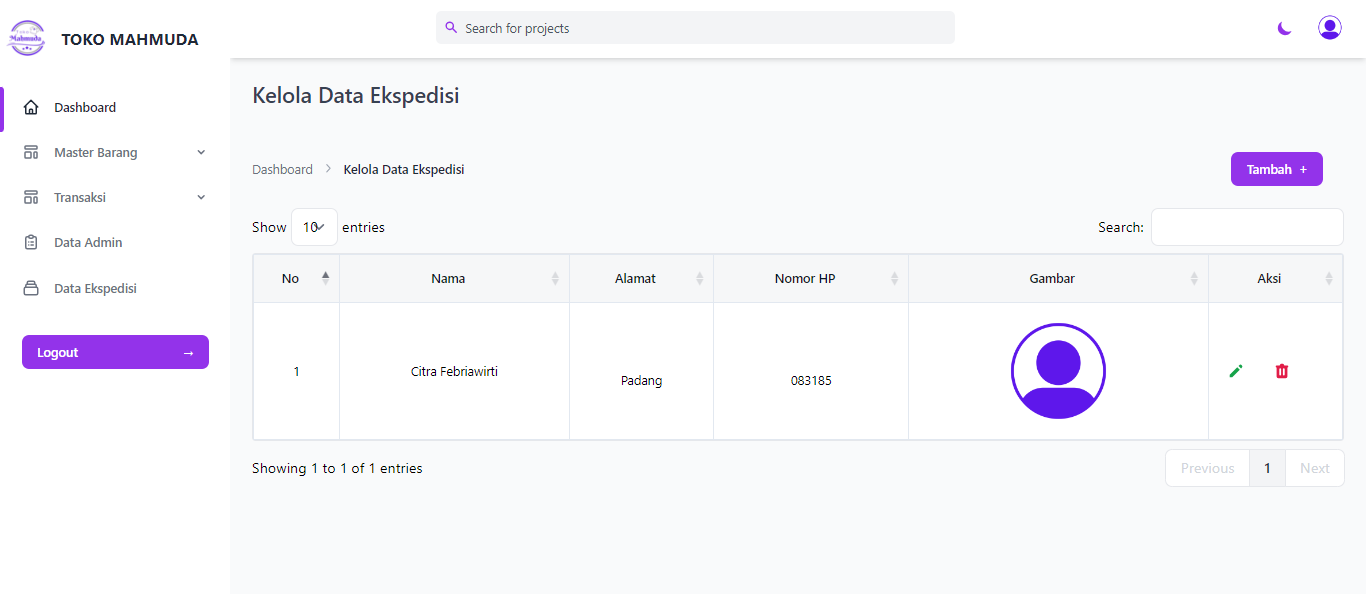 Mahmuda
TOKO MAHMUDA
Search for projects
Dashboard
Master Barang
Transaksi
Data Admin
Data Ekspedisi
Logout →
Kelola Data Ekspedisi
Dashboard > Kelola Data Ekspedisi
Tambah +
Show 10 entries
Search:
No Nama Alamat Nomor HP Gambar Aksi
1 Citra Febriawirti Padang 083185
Showing 1 to 1 of 1 entries
Previous 1 Next